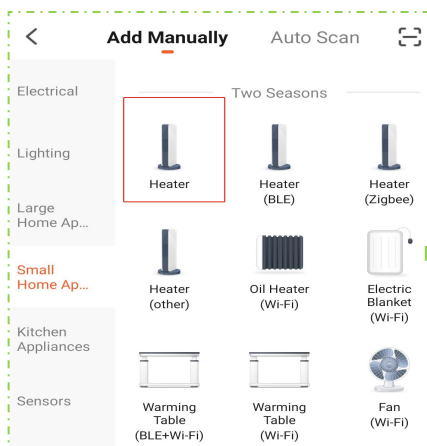 Add Manually
Auto Scan
Electrical
Lighting
Large
Home Ap...
Small
Home Ap...
Kitchen
Appliances
Sensors
Two Seasons
Heater
Heater
(BLE)
Heater
(Zigbee)
Heater
(other)
Oil Heater
(Wi-Fi)
Electric
Blanket
(Wi-Fi)
Warming
Table
(BLE+Wi-Fi)
Warming
Table
(Wi-Fi)
Fan
(Wi-Fi)